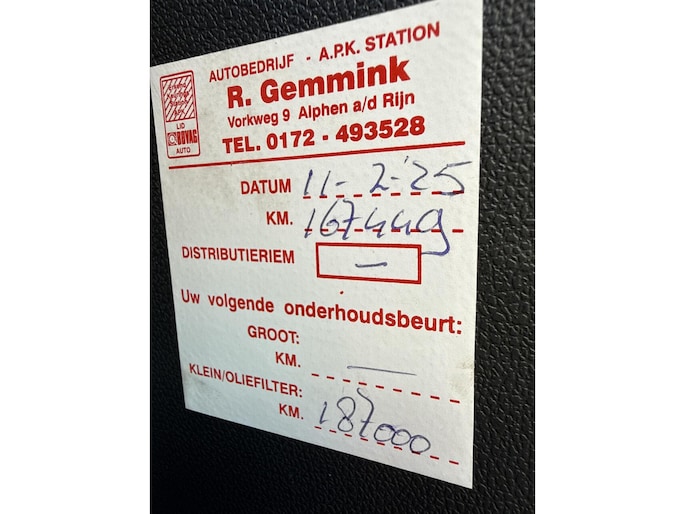 AUTOBEDRIJF - A.P.K. STATION
R. Gemmink
Vorkweg 9 Alphen a/d Rijn
TEL. 0172 - 493528
LID
BOVAG
AUTO
DATUM 11-2-'25
KM. 167449
DISTRIBUTIERIEM –
Uw volgende onderhoudsbeurt:
GROOT:
KM. —
KLEIN/OLIEFILTER:
KM. 187000